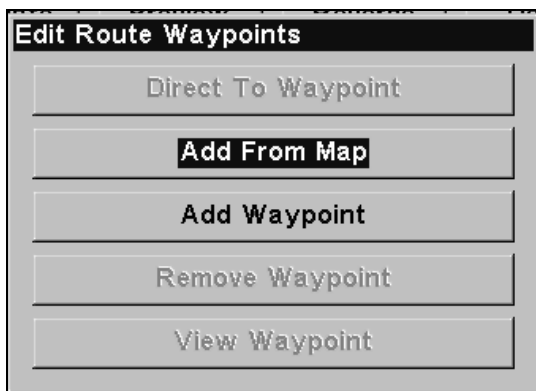 Edit Route Waypoints
Direct To Waypoint
Add From Map
Add Waypoint
Remove Waypoint
View Waypoint